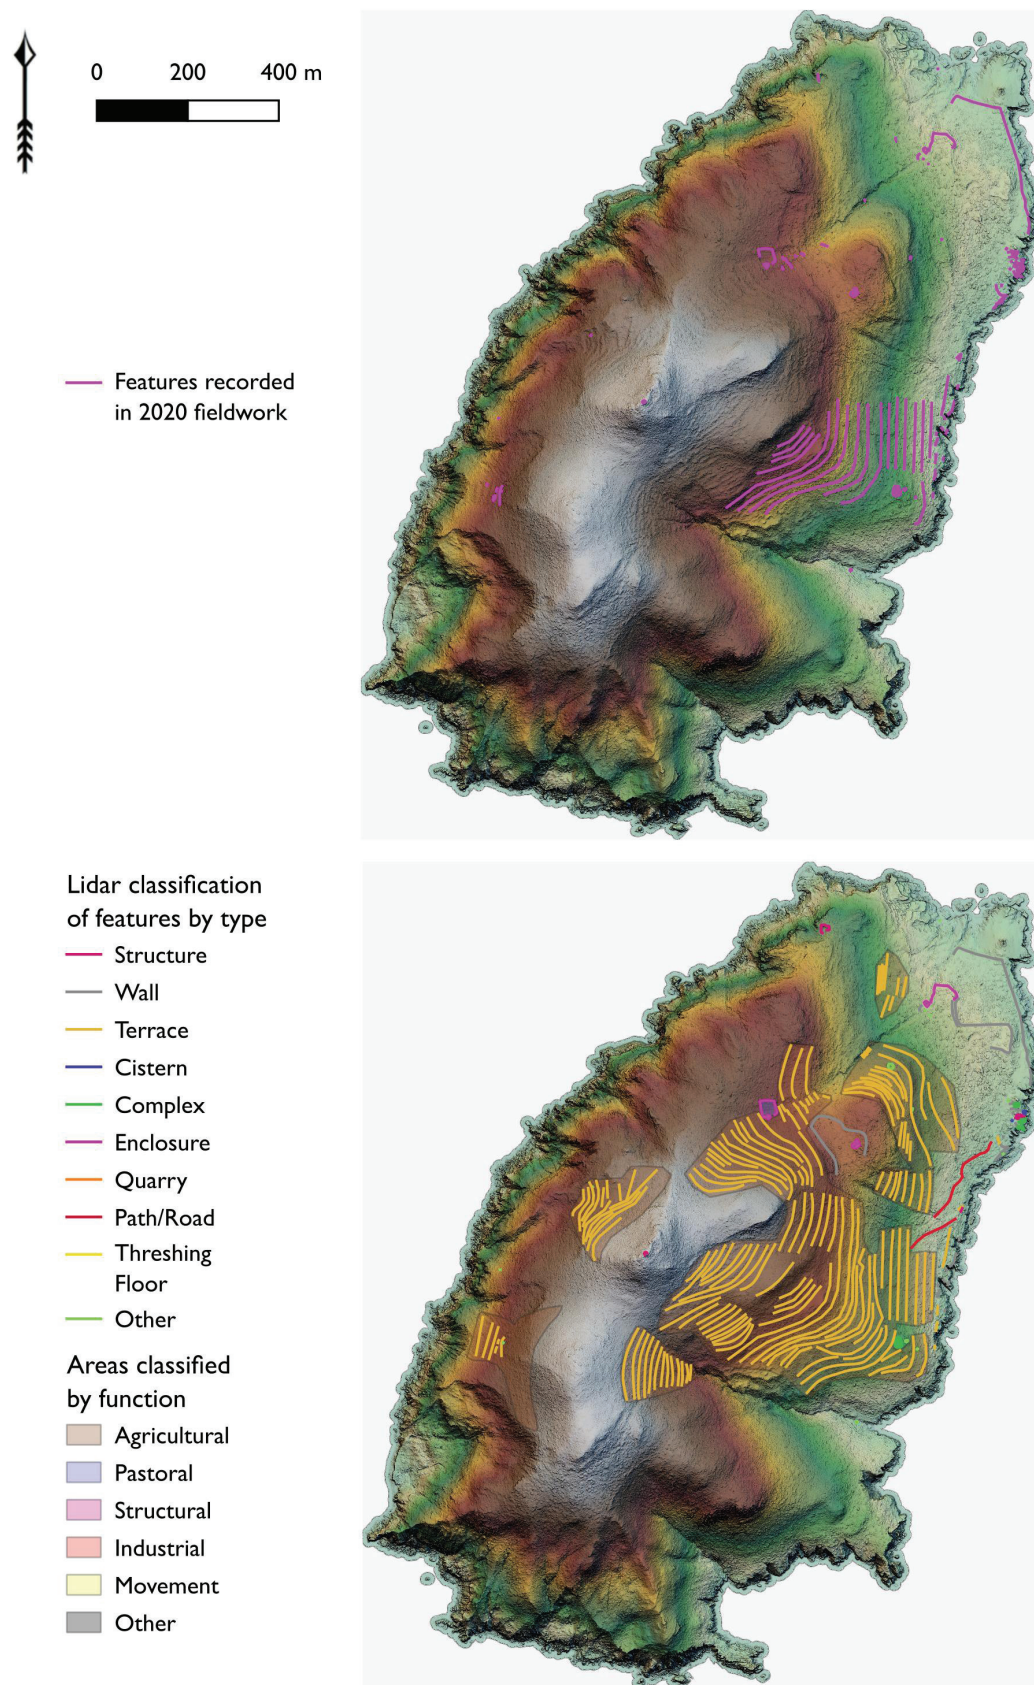 0 200 400 m
Features recorded
in 2020 fieldwork
Lidar classification
of features by type
Structure
Wall
Terrace
Cistern
Complex
Enclosure
Quarry
Path/Road
Threshing
Floor
Other
Areas classified
by function
Agricultural
Pastoral
Structural
Industrial
Movement
Other